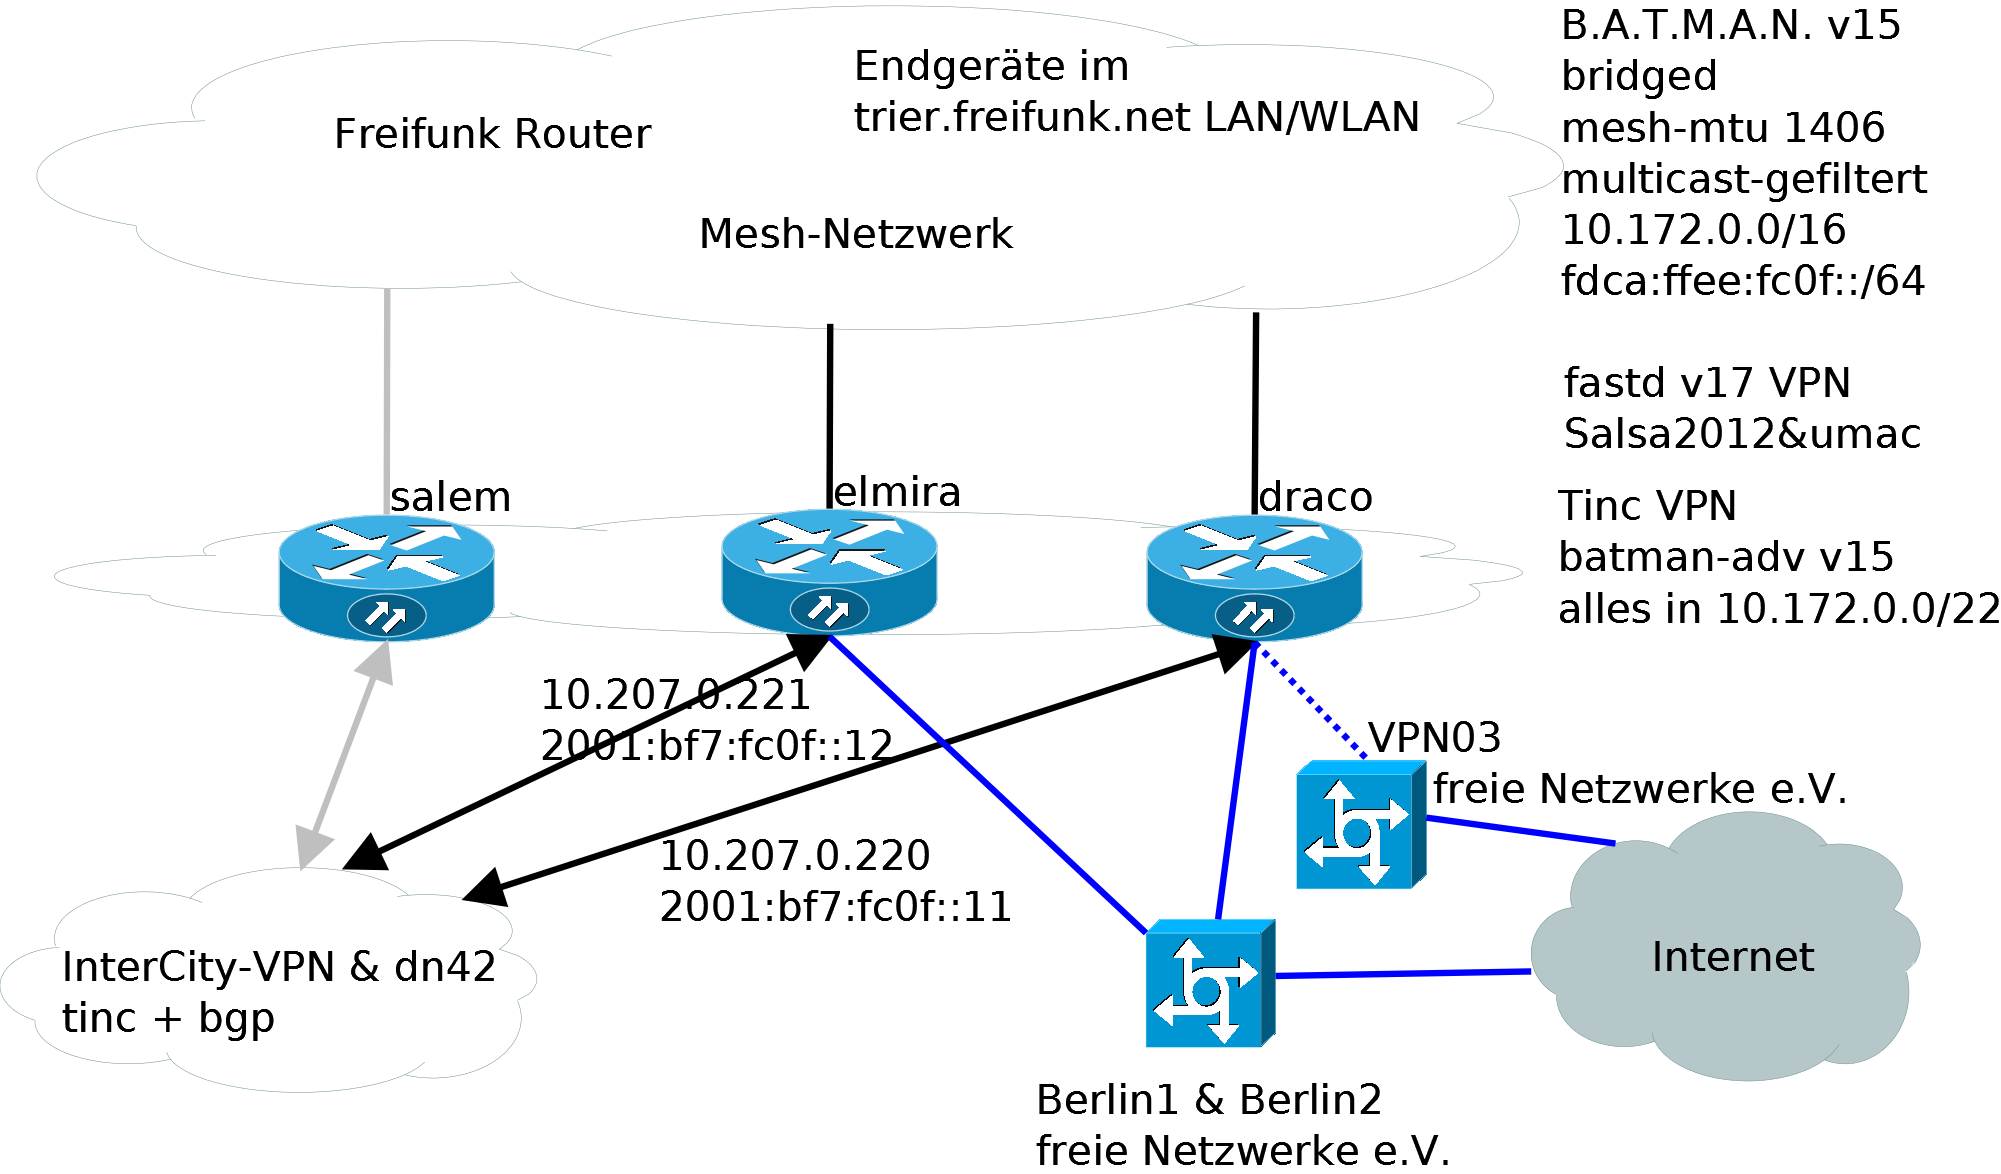 Endgeräte im
trier.freifunk.net LAN/WLAN
Freifunk Router
Mesh-Netzwerk
B.A.T.M.A.N. v15
bridged
mesh-mtu 1406
multicast-gefiltert
10.172.0.0/16
fdca:ffee:fc0f::/64
fastd v17 VPN
Salsa2012&umac
salem
elmira
draco
Tinc VPN
batman-adv v15
alles in 10.172.0.0/22
10.207.0.221
2001:bf7:fc0f::12
VPN03
freie Netzwerke e.V.
10.207.0.220
2001:bf7:fc0f::11
InterCity-VPN & dn42
tinc + bgp
Internet
Berlin1 & Berlin2
freie Netzwerke e.V.